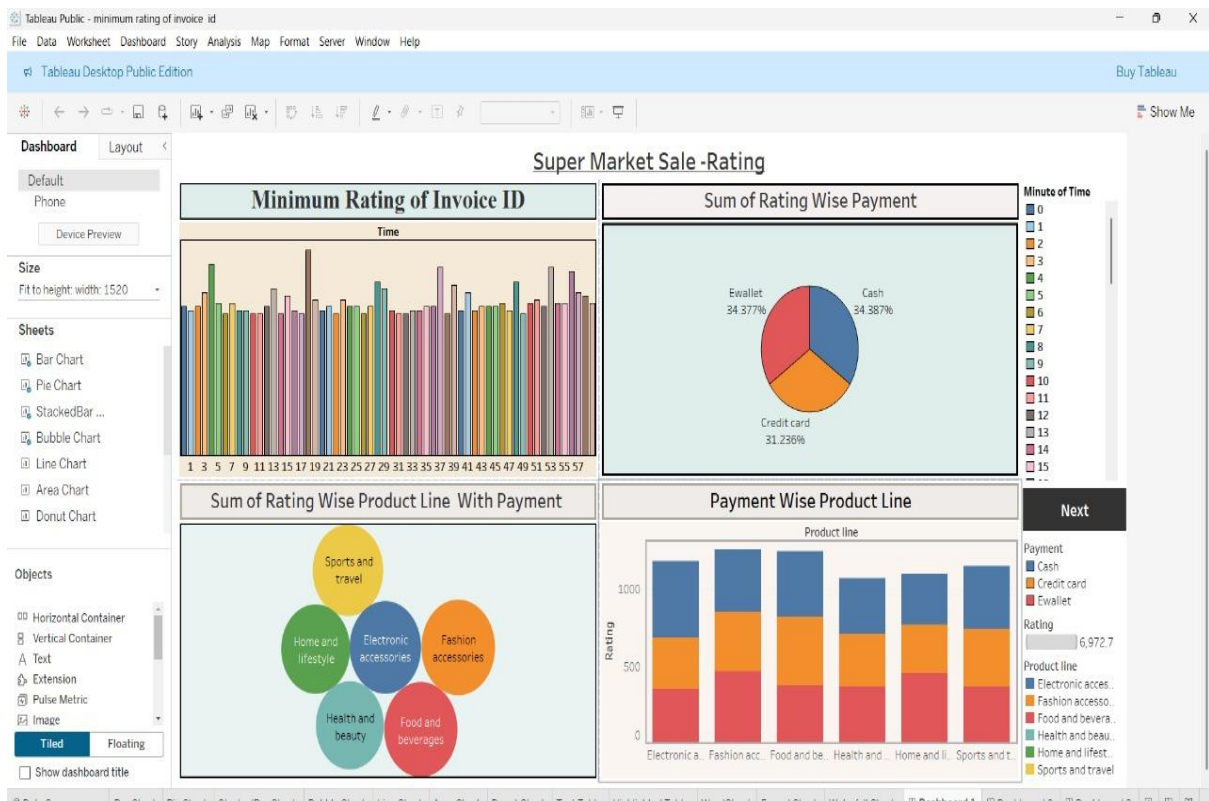 Tableau Public - minimum rating of invoice id
File Data Worksheet Dashboard Story Analysis Map Format Server Window Help
Tableau Desktop Public Edition
Buy Tableau
Show Me
Dashboard Layout
Default
Phone
Device Preview
Size
Fit to height: width: 1520
Sheets
Bar Chart
Pie Chart
StackedBar ...
Bubble Chart
Line Chart
Area Chart
Donut Chart
Objects
Horizontal Container
Vertical Container
Text
Extension
Pulse Metric
Image
Tiled Floating
Show dashboard title
Super Market Sale -Rating
Minimum Rating of Invoice ID
Time
1 3 5 7 9 11 13 15 17 19 21 23 25 27 29 31 33 35 37 39 41 43 45 47 49 51 53 55 57
Sum of Rating Wise Payment
Ewallet
34.377%
Cash
34.387%
Credit card
31.236%
Minute of Time
0
1
2
3
4
5
6
7
8
9
10
11
12
13
14
15
Sum of Rating Wise Product Line With Payment
Sports and
travel
Home and
lifestyle
Electronic
accessories
Fashion
accessories
Health and
beauty
Food and
beverages
Payment Wise Product Line
Product line
Rating
1000
500
0
Electronic a.. Fashion acc.. Food and be.. Health and .. Home and li.. Sports and t..
Next
Payment
Cash
Credit card
Ewallet
Rating
6,972.7
Product line
Electronic acces..
Fashion accesso..
Food and bevera..
Health and beau..
Home and lifest..
Sports and travel